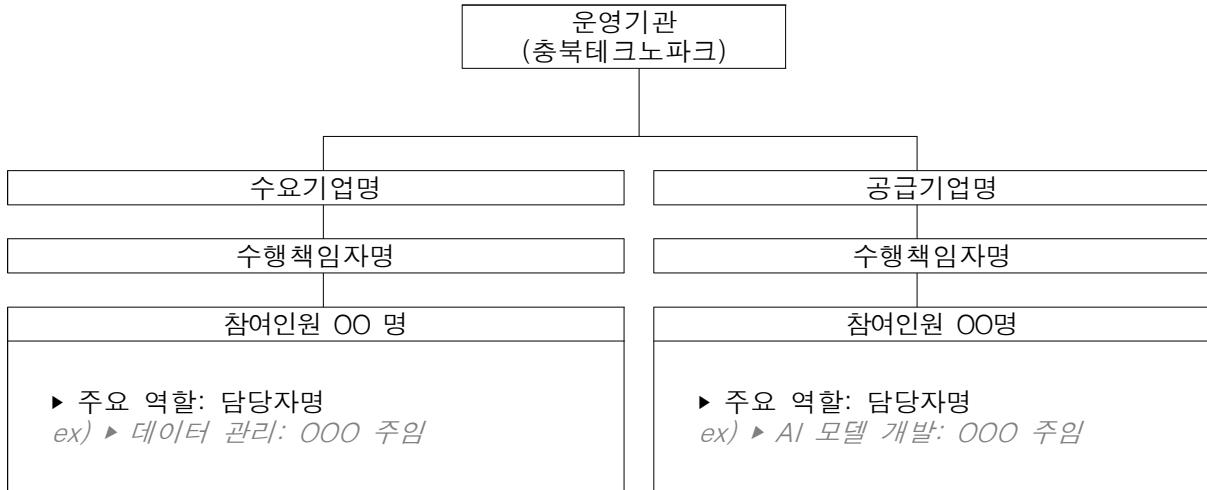 운영기관
(충북테크노파크)
수요기업명
공급기업명
수행책임자명
수행책임자명
참여인원 OO 명
참여인원 OO명
▶ 주요 역할: 담당자명
ex) ▶ 데이터 관리: OOO 주임
▶ 주요 역할: 담당자명
ex) ▶ AI 모델 개발: OOO 주임